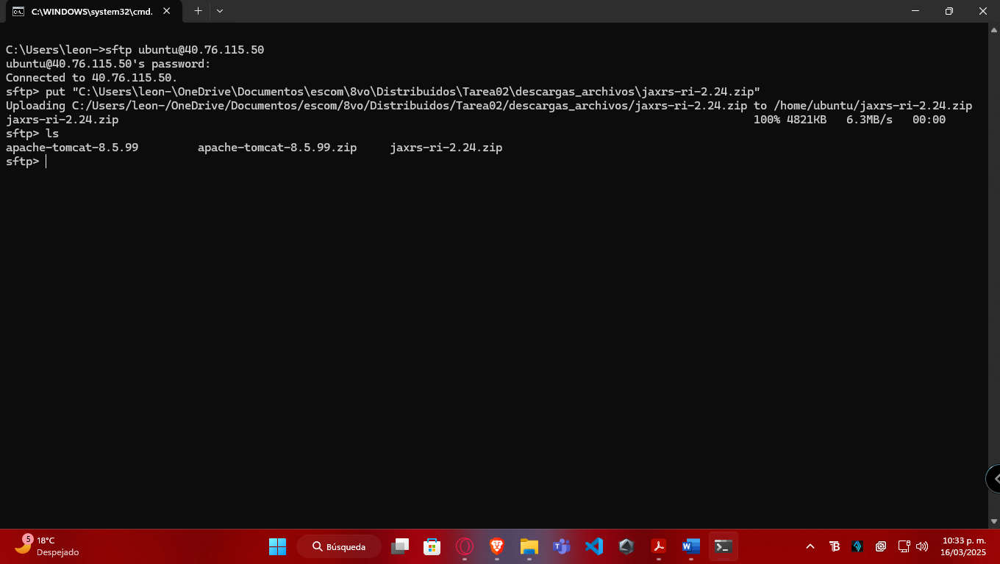 C:\WINDOWS\system32\cmd.
C:\Users\leon->sftp ubuntu@40.76.115.50
ubuntu@40.76.115.50's password:
Connected to 40.76.115.50.
sftp> put "C:\Users\leon-\OneDrive\Documentos\escom\8vo\Distribuidos\Tarea02\descargas_archivos\jaxrs-ri-2.24.zip"
Uploading C:/Users/leon-/OneDrive/Documentos/escom/8vo/Distribuidos/Tarea02/descargas_archivos/jaxrs-ri-2.24.zip to /home/ubuntu/jaxrs-ri-2.24.zip
jaxrs-ri-2.24.zip 100% 4821KB 6.3MB/s 00:00
sftp> ls
apache-tomcat-8.5.99 apache-tomcat-8.5.99.zip jaxrs-ri-2.24.zip
sftp>
5 18°C
Despejado
Búsqueda
10:33 p. m.
16/03/2025